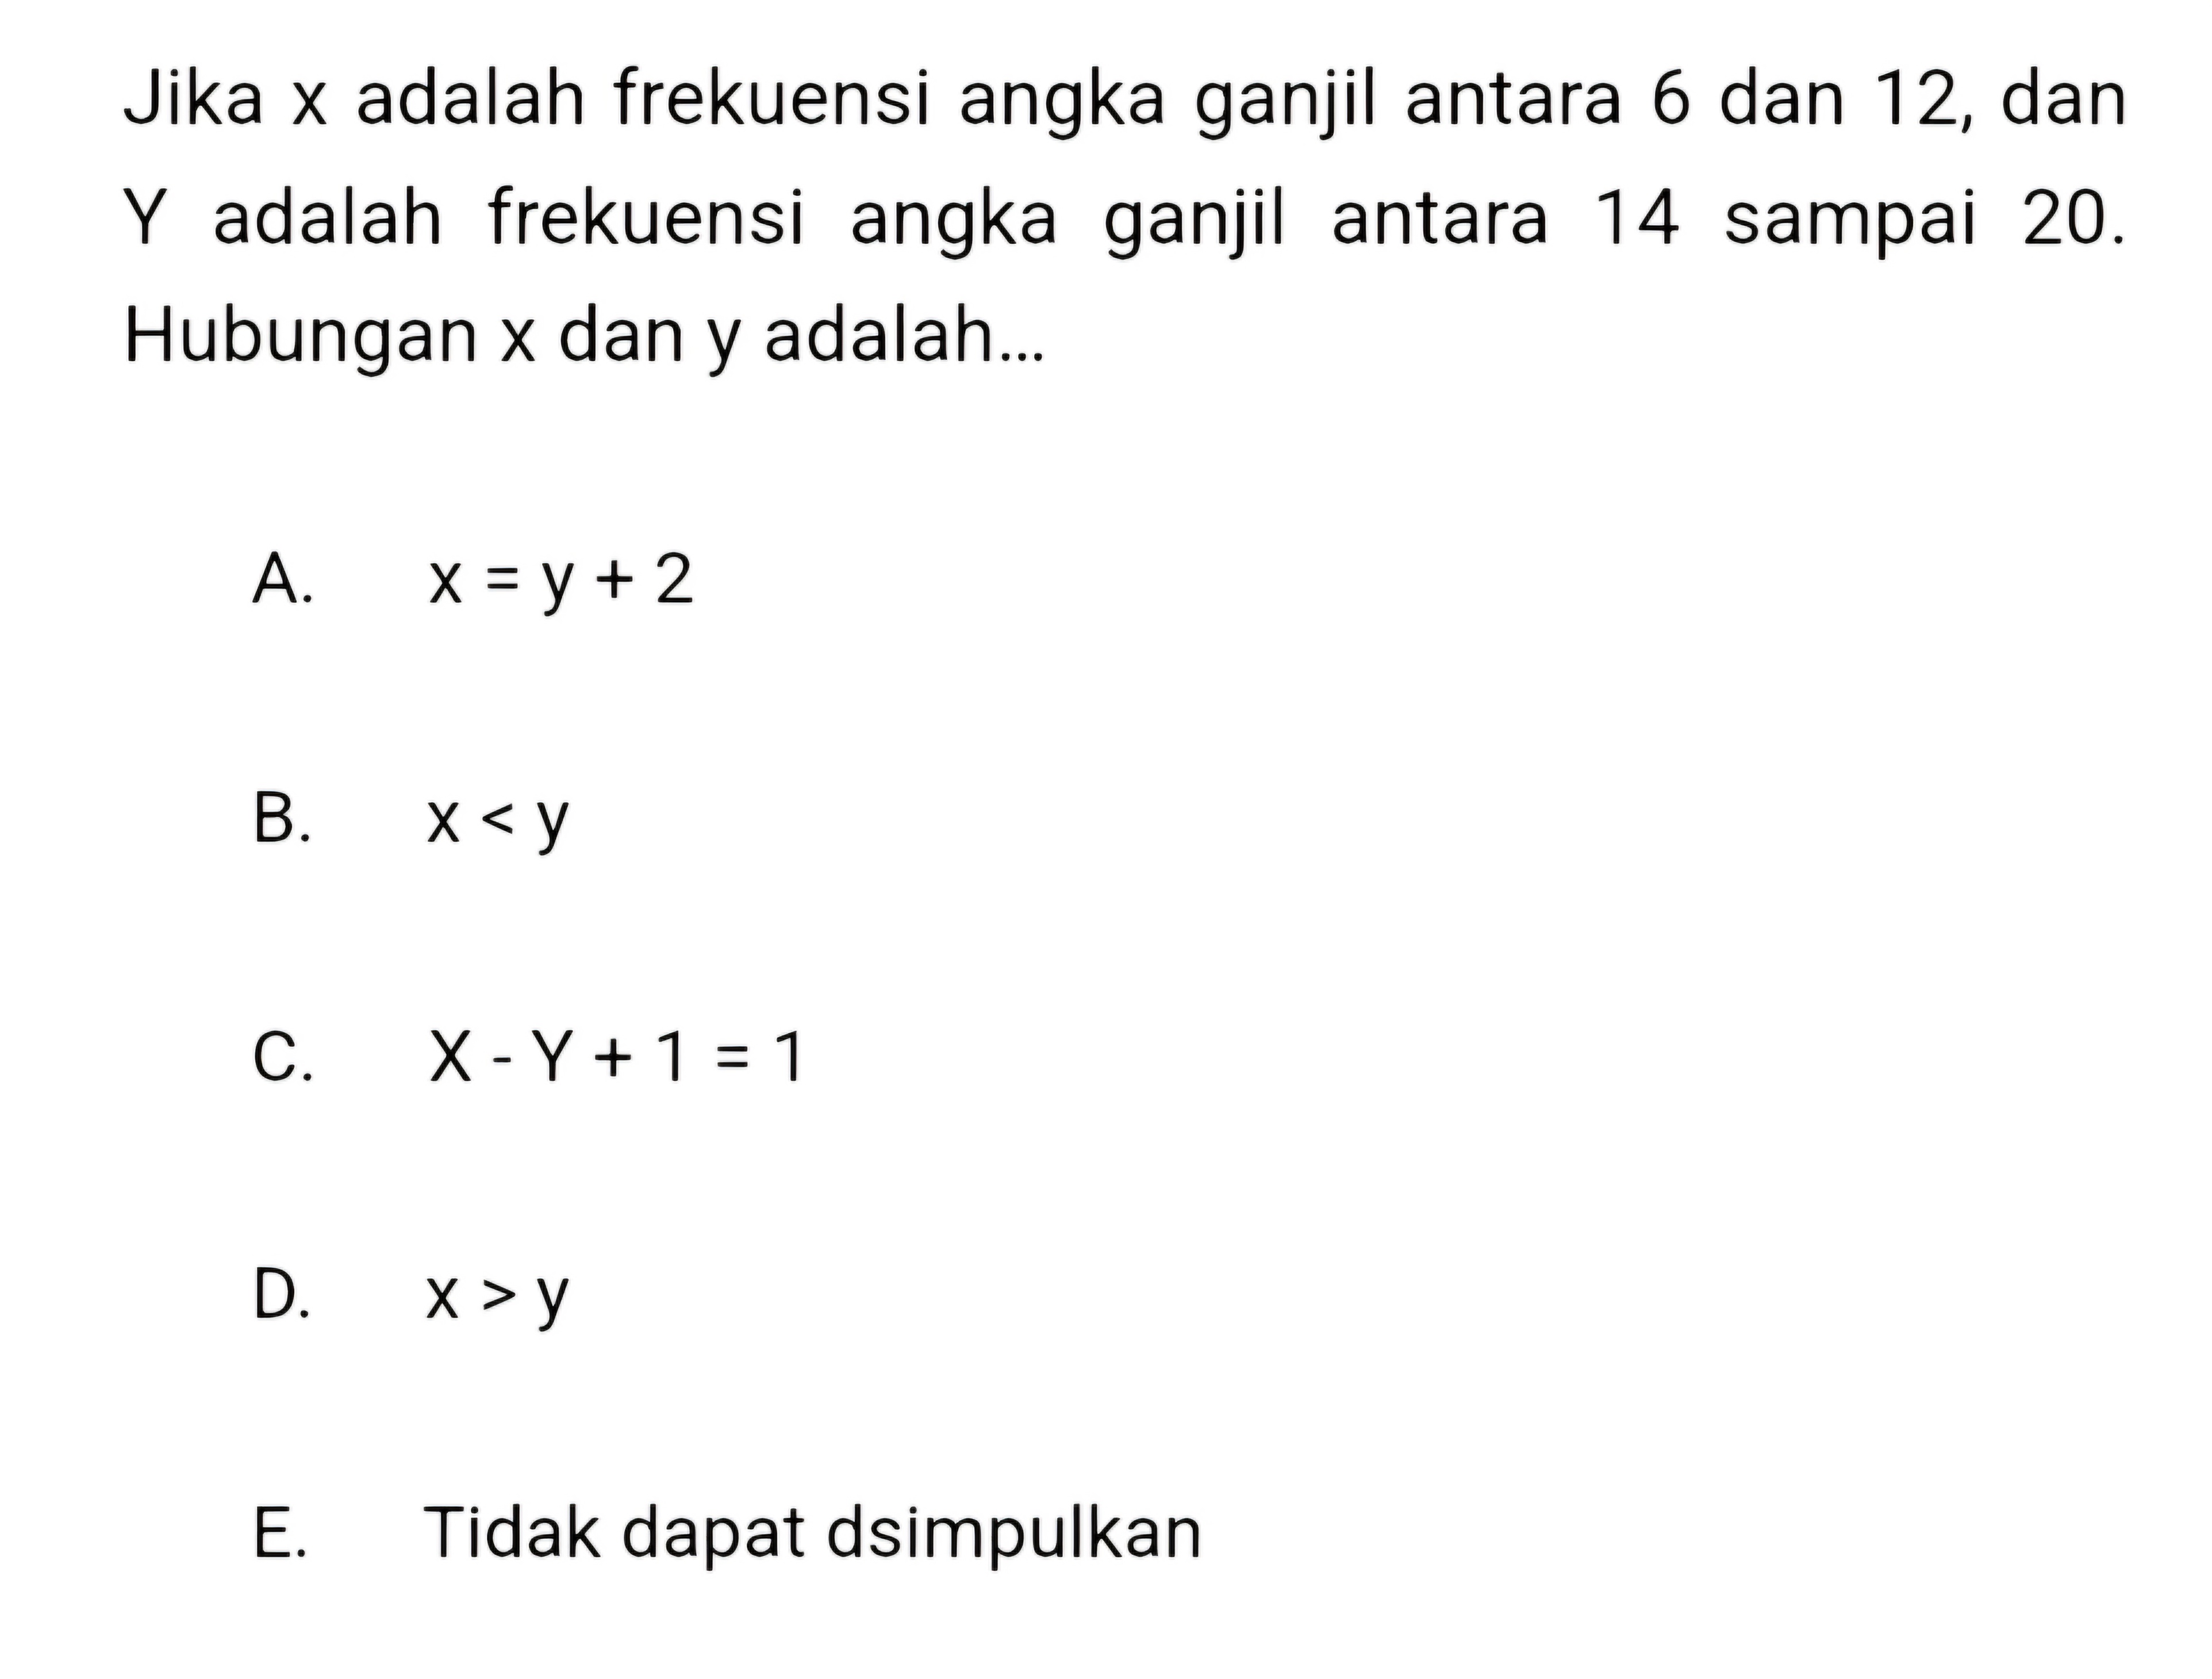 Jika x adalah frekuensi angka ganjil antara 6 dan 12, dan
Y adalah frekuensi angka ganjil antara 14 sampai 20.
Hubungan x dan y adalah...
A. x = y + 2
B. x < y
C. X - Y + 1 = 1
D. x > y
E. Tidak dapat dsimpulkan